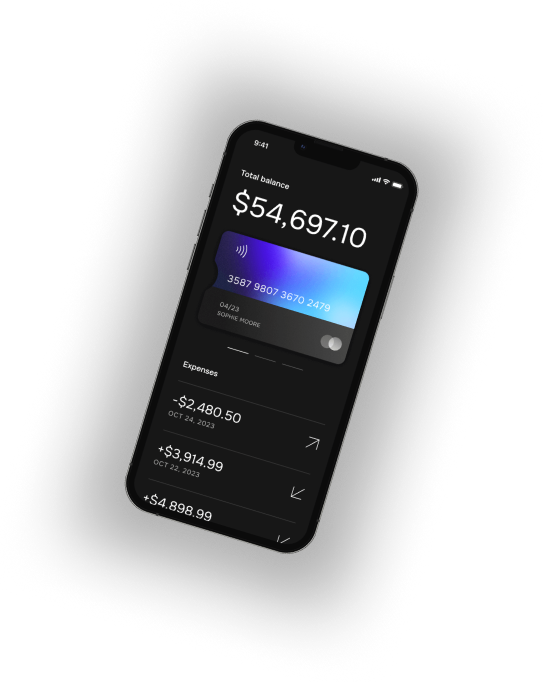 9:41
Total balance
$54,697.10
3587 9807 3670 2479
04/23
SOPHIE MOORE
Expenses
-$2,480.50
OCT 24, 2023
+$3,914.99
OCT 22, 2023
+$4,898.99